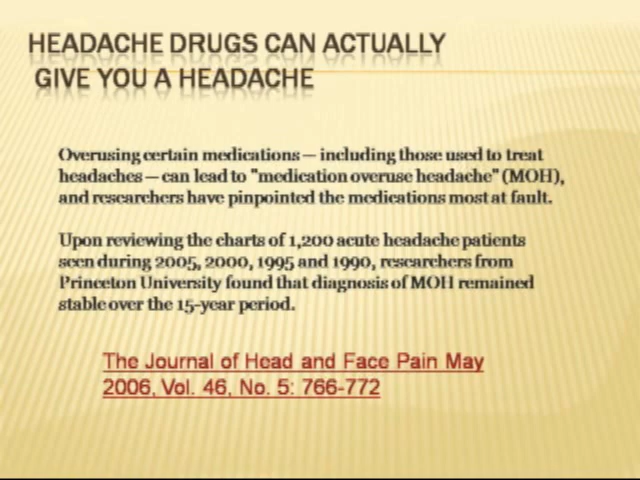 HEADACHE DRUGS CAN ACTUALLY
GIVE YOU A HEADACHE
Overusing certain medications — including those used to treat
headaches — can lead to "medication overuse headache" (MOH),
and researchers have pinpointed the medications most at fault.
Upon reviewing the charts of 1,200 acute headache patients
seen during 2005, 2000, 1995 and 1990, researchers from
Princeton University found that diagnosis of MOH remained
stable over the 15-year period.
The Journal of Head and Face Pain May
2006, Vol. 46, No. 5: 766-772